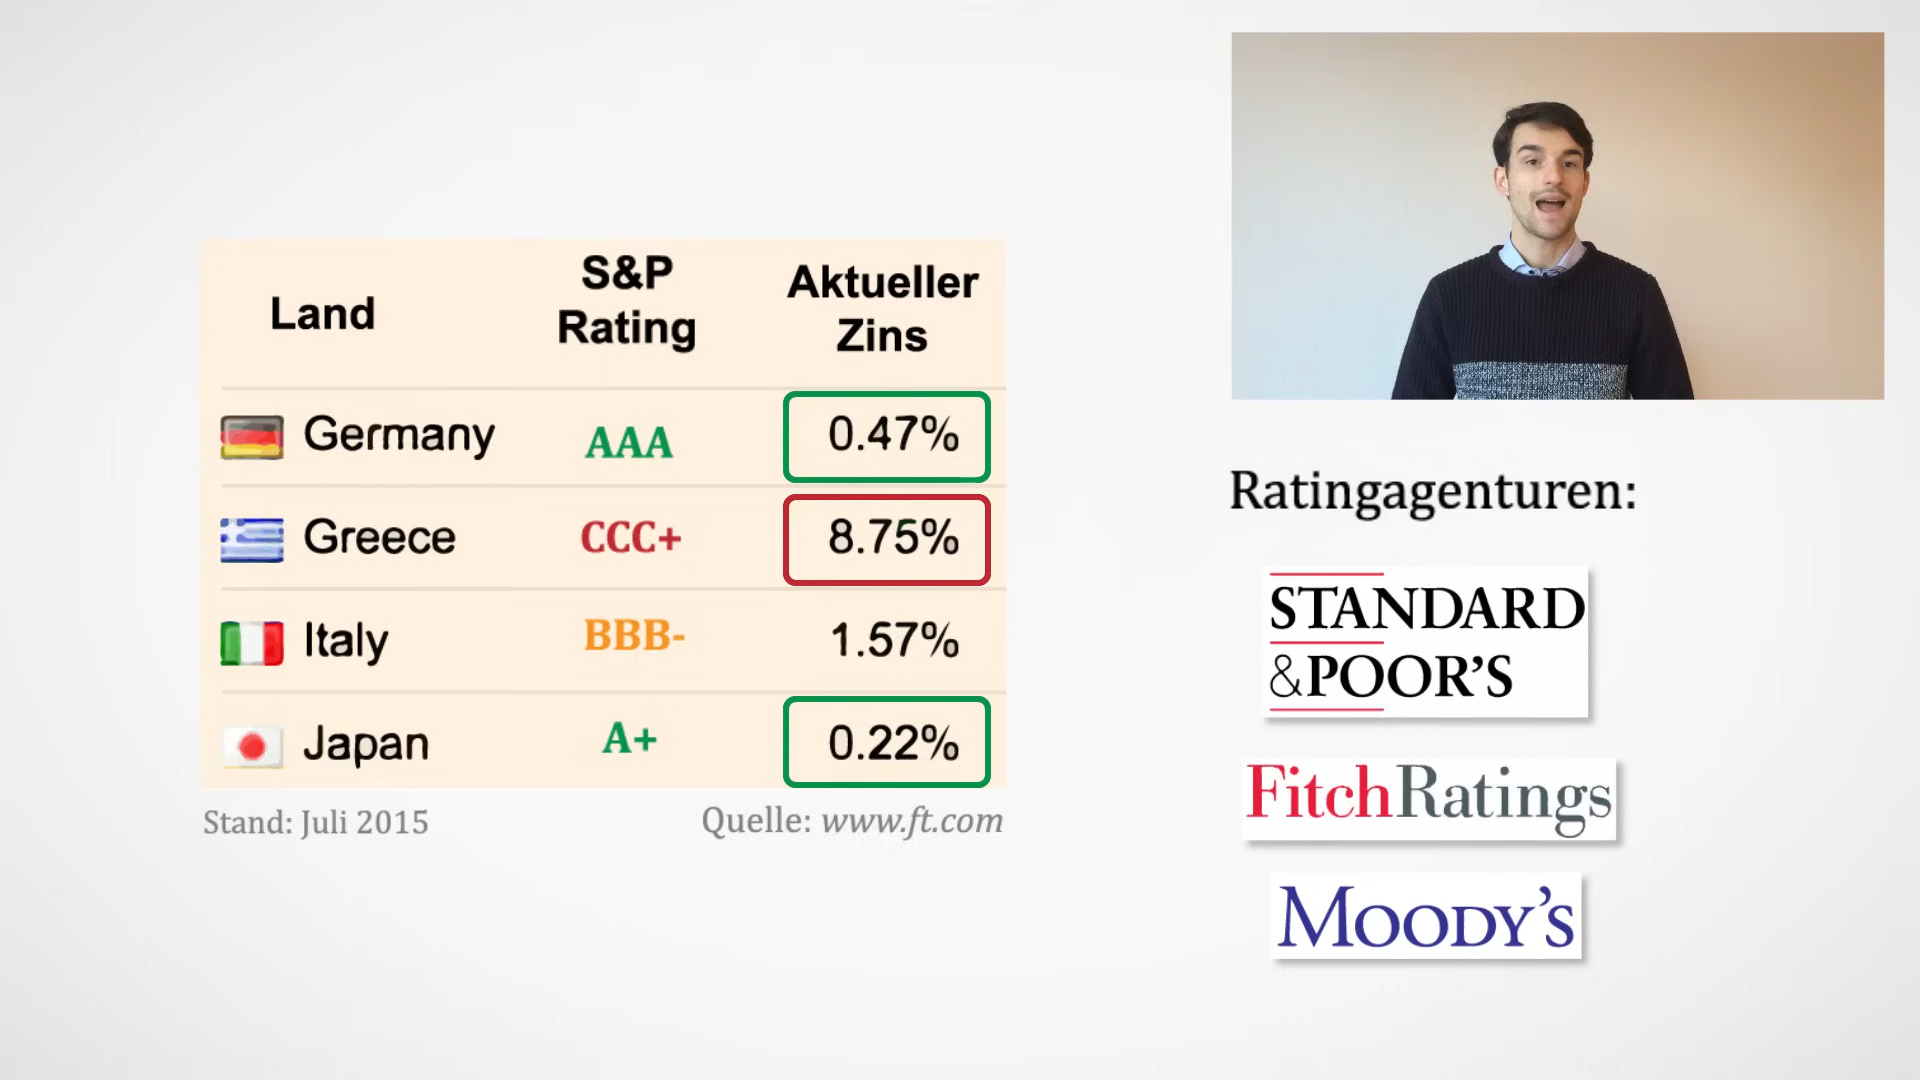 Land
S&P
Rating
Aktueller
Zins
Germany AAA 0.47%
Greece CCC+ 8.75%
Italy BBB- 1.57%
Japan A+ 0.22%
Stand: Juli 2015
Quelle: www.ft.com
Ratingagenturen:
STANDARD
&POOR'S
FitchRatings
MOODY'S